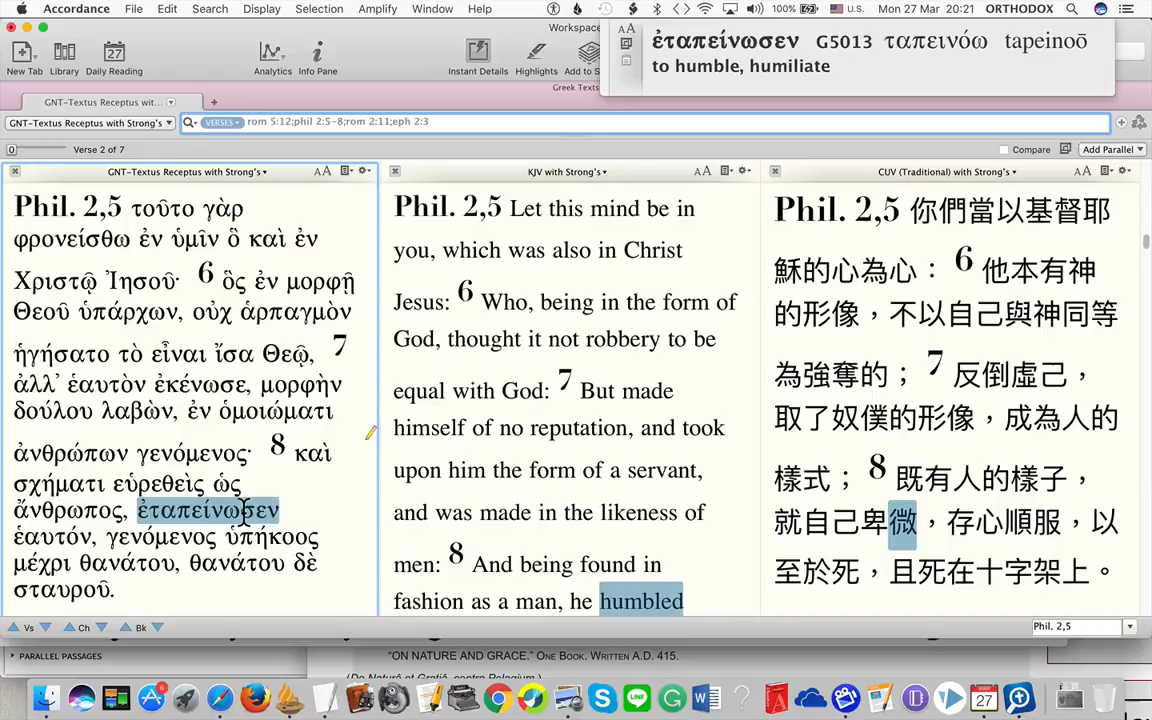 Accordance File Edit Search Display Selection Amplify Window Help 100% U.S. Mon 27 Mar 20:21 ORTHODOX
Workspace
New Tab Library Daily Reading Analytics Info Pane Instant Details Highlights Add to S
ἐταπείνωσεν G5013 ταπεινόω tapeinoō
to humble, humiliate
Greek Texts
GNT-Textus Receptus wit...
GNT-Textus Receptus with Strong's VERSES rom 5:12;phil 2:5-8;rom 2:11;eph 2:3
0 Verse 2 of 7 Compare Add Parallel
GNT-Textus Receptus with Strong's AA
Phil. 2,5 τοῦτο γὰρ
φρονείσθω ἐν ὑμῖν ὃ καὶ ἐν
Χριστῷ Ἰησοῦ· 6 ὃς ἐν μορφῇ
Θεοῦ ὑπάρχων, οὐχ ἁρπαγμὸν
ἡγήσατο τὸ εἶναι ἴσα Θεῷ, 7
ἀλλ’ ἑαυτὸν ἐκένωσε, μορφὴν
δούλου λαβὼν, ἐν ὁμοιώματι
ἀνθρώπων γενόμενος· 8 καὶ
σχήματι εὑρεθεὶς ὡς
ἄνθρωπος, ἐταπείνωσεν
ἑαυτόν, γενόμενος ὑπήκοος
μέχρι θανάτου, θανάτου δὲ
σταυροῦ.
KJV with Strong's AA
Phil. 2,5 Let this mind be in
you, which was also in Christ
Jesus: 6 Who, being in the form of
God, thought it not robbery to be
equal with God: 7 But made
himself of no reputation, and took
upon him the form of a servant,
and was made in the likeness of
men: 8 And being found in
fashion as a man, he humbled
CUV (Traditional) with Strong's AA
Phil. 2,5 你們當以基督耶
穌的心為心： 6 他本有神
的形像，不以自己與神同等
為強奪的； 7 反倒虛己，
取了奴僕的形像，成為人的
樣式； 8 既有人的樣子，
就自己卑微，存心順服，以
至於死，且死在十字架上。
Vs Ch Bk Phil. 2,5
PARALLEL PASSAGES
“ON NATURE AND GRACE,” ONE BOOK. WRITTEN A.D. 415.